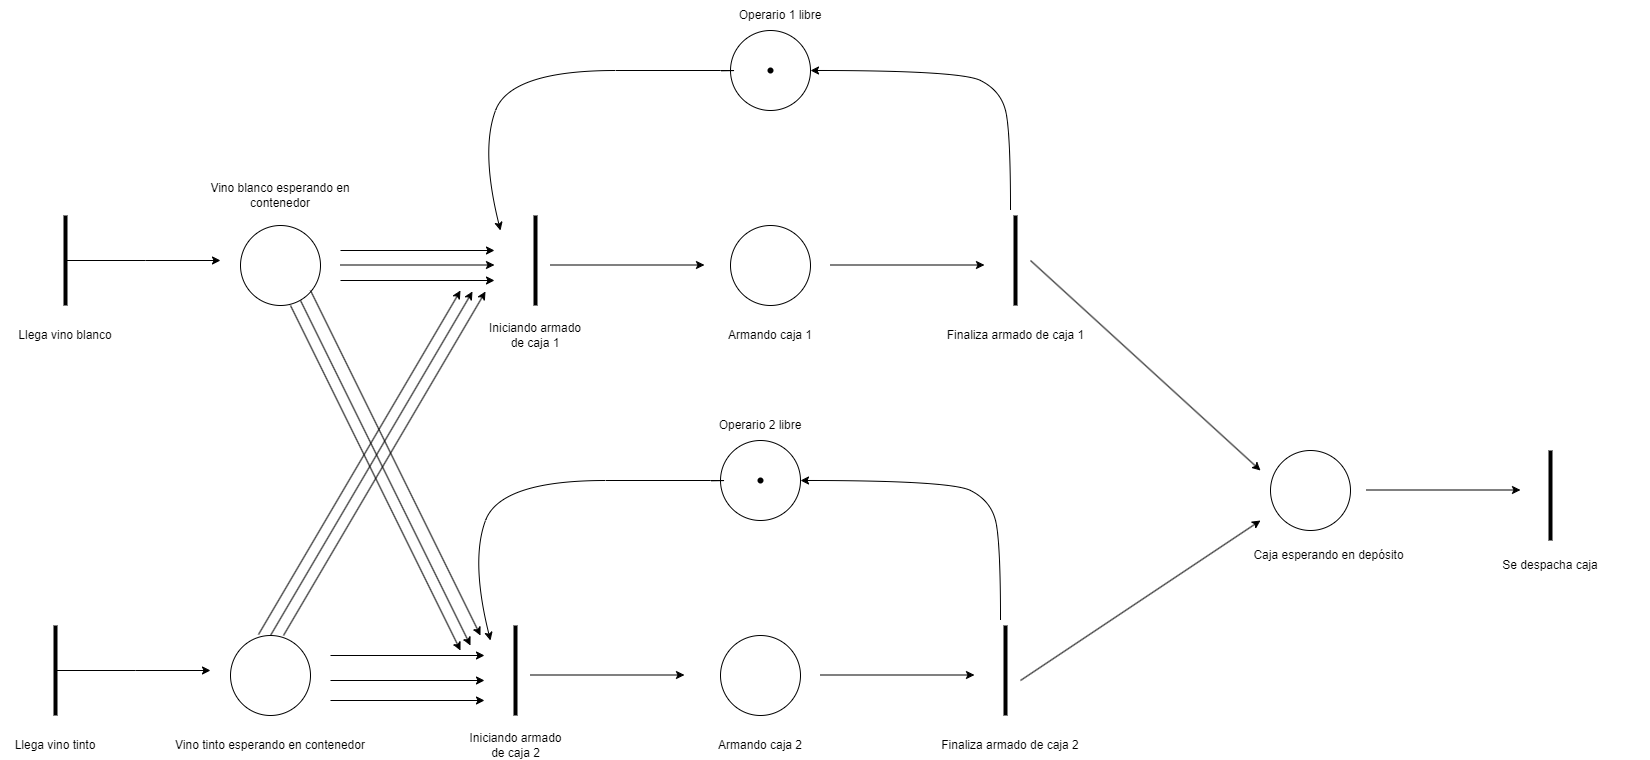 Operario 1 libre
Vino blanco esperando en
contenedor
Llega vino blanco
Iniciando armado
de caja 1
Armando caja 1
Finaliza armado de caja 1
Operario 2 libre
Caja esperando en depósito
Se despacha caja
Llega vino tinto
Vino tinto esperando en contenedor
Iniciando armado
de caja 2
Armando caja 2
Finaliza armado de caja 2